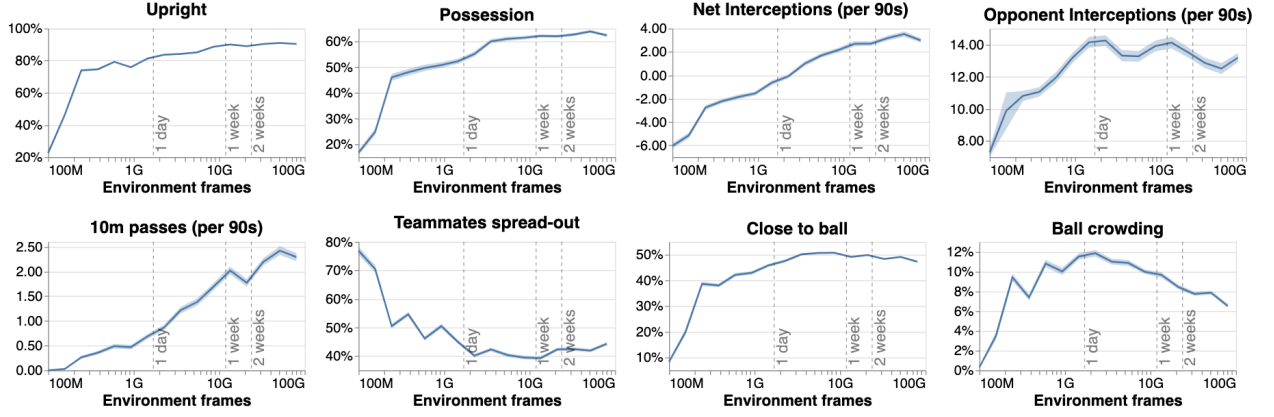 Upright
100%
80%
60%
40%
20%
1 day
1 week
2 weeks
100M 1G 10G 100G
Environment frames
Possession
60%
50%
40%
30%
20%
1 day
1 week
2 weeks
100M 1G 10G 100G
Environment frames
Net Interceptions (per 90s)
4.00
2.00
0.00
-2.00
-4.00
-6.00
1 day
1 week
2 weeks
100M 1G 10G 100G
Environment frames
Opponent Interceptions (per 90s)
14.00
12.00
10.00
8.00
1 day
1 week
2 weeks
100M 1G 10G 100G
Environment frames
10m passes (per 90s)
2.50
2.00
1.50
1.00
0.50
0.00
1 day
1 week
2 weeks
100M 1G 10G 100G
Environment frames
Teammates spread-out
80%
70%
60%
50%
40%
1 day
1 week
2 weeks
100M 1G 10G 100G
Environment frames
Close to ball
50%
40%
30%
20%
10%
1 day
1 week
2 weeks
100M 1G 10G 100G
Environment frames
Ball crowding
12%
10%
8%
6%
4%
2%
0%
1 day
1 week
2 weeks
100M 1G 10G 100G
Environment frames